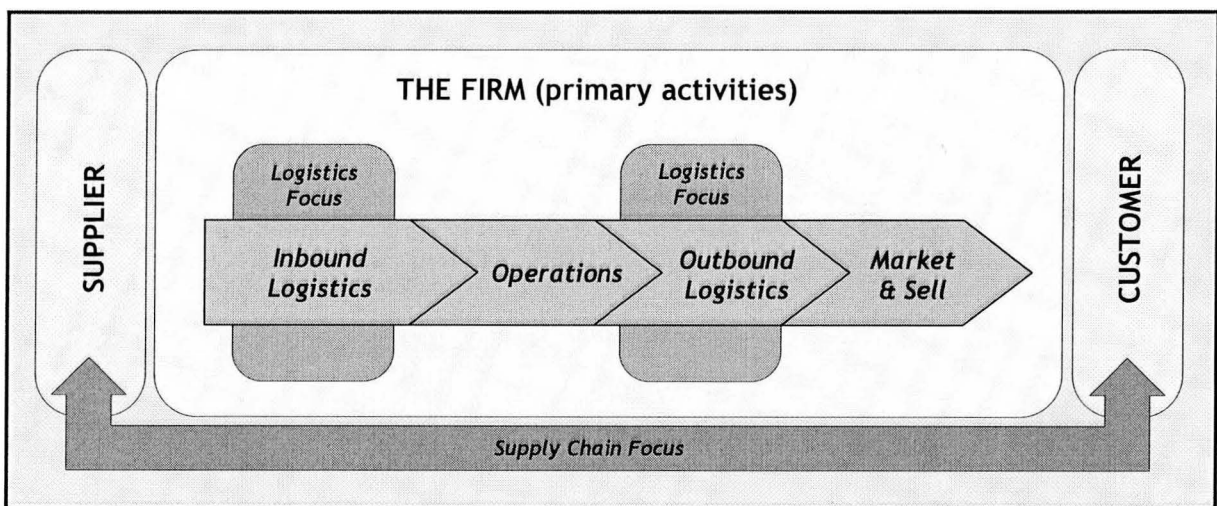 THE FIRM (primary activities)
SUPPLIER
Logistics
Focus
Inbound
Logistics
Operations
Logistics
Focus
Outbound
Logistics
Market
& Sell
CUSTOMER
Supply Chain Focus